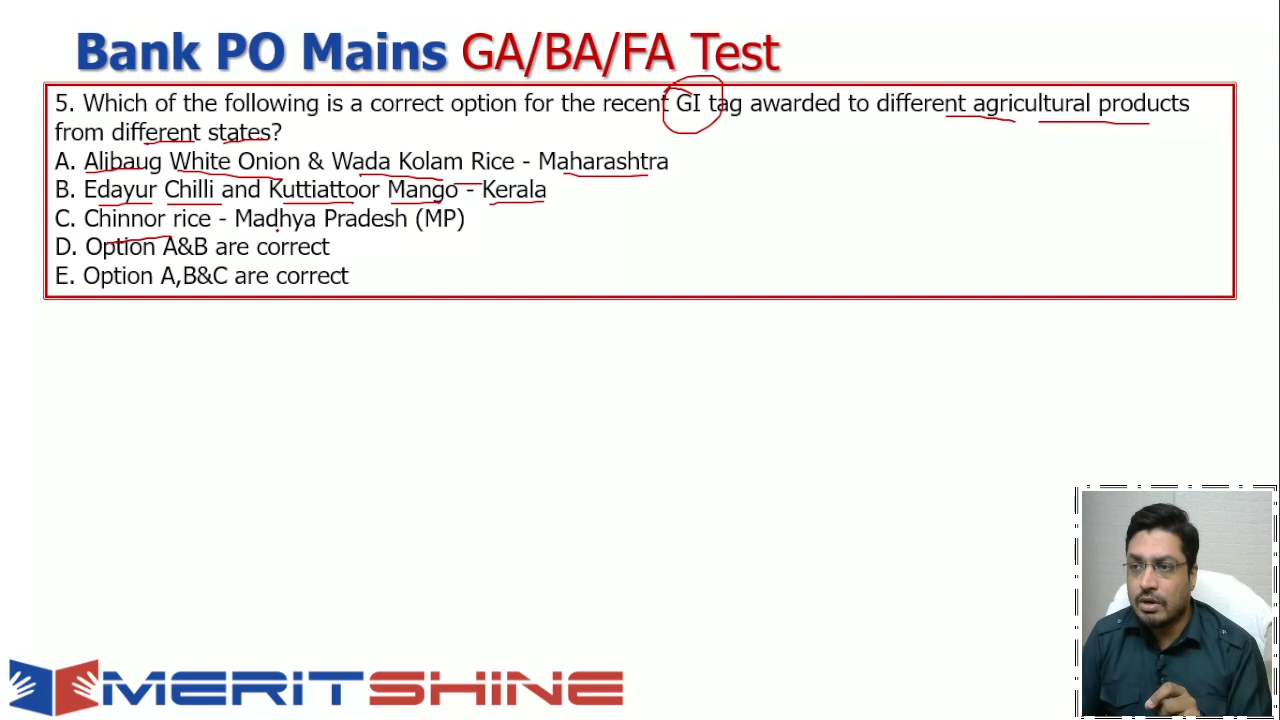 Bank PO Mains GA/BA/FA Test
5. Which of the following is a correct option for the recent GI tag awarded to different agricultural products
from different states?
A. Alibaug White Onion & Wada Kolam Rice - Maharashtra
B. Edayur Chilli and Kuttiattoor Mango - Kerala
C. Chinnor rice - Madhya Pradesh (MP)
D. Option A&B are correct
E. Option A,B&C are correct
MERITSHINE